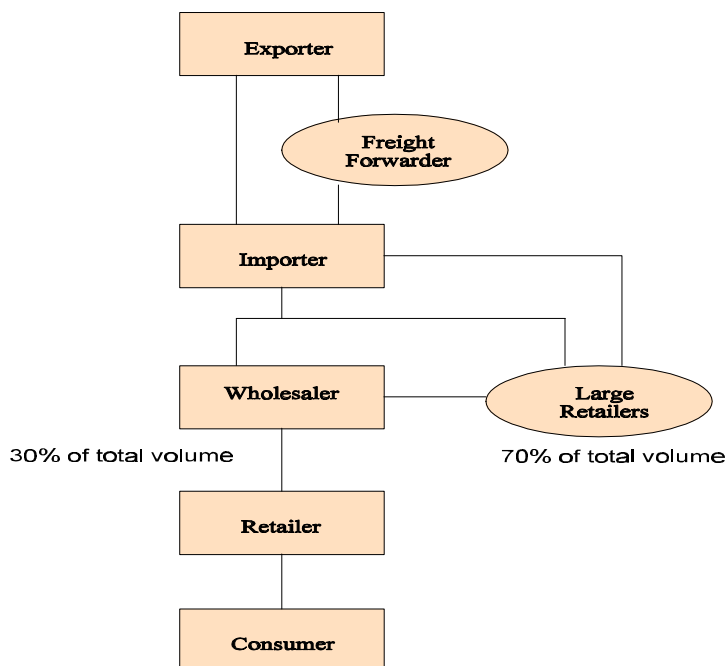 Exporter
Freight
Forwarder
Importer
Wholesaler
Large
Retailers
30% of total volume
70% of total volume
Retailer
Consumer